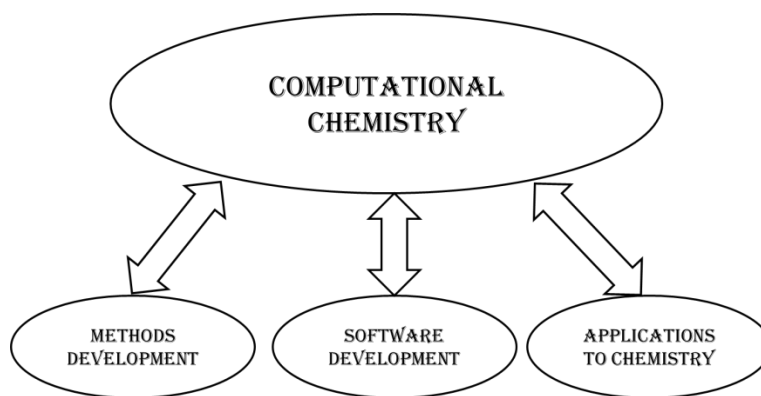 COMPUTATIONAL
CHEMISTRY
METHODS
DEVELOPMENT
SOFTWARE
DEVELOPMENT
APPLICATIONS
TO CHEMISTRY